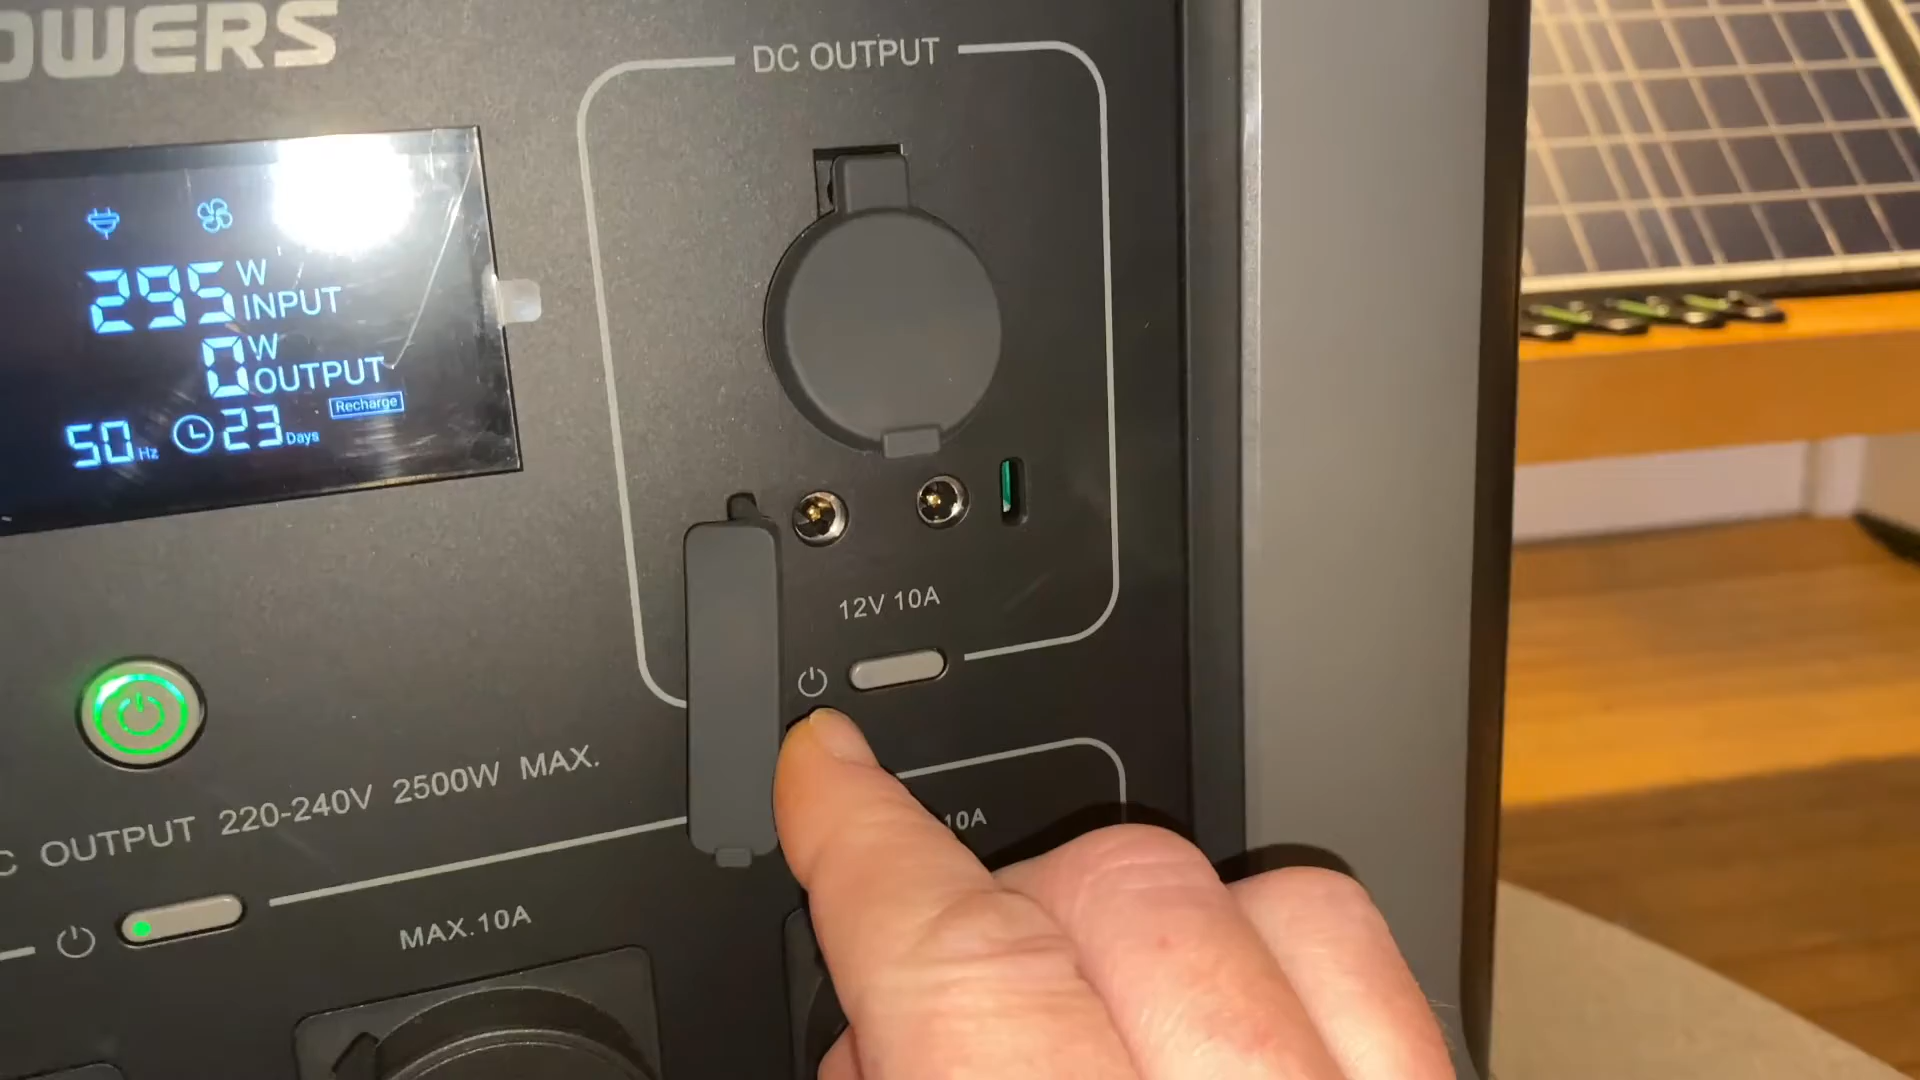 OWERS
DC OUTPUT
295 W
INPUT
0 W
OUTPUT
Recharge
50 Hz 23 Days
12V 10A
C OUTPUT 220-240V 2500W MAX.
10A
MAX.10A